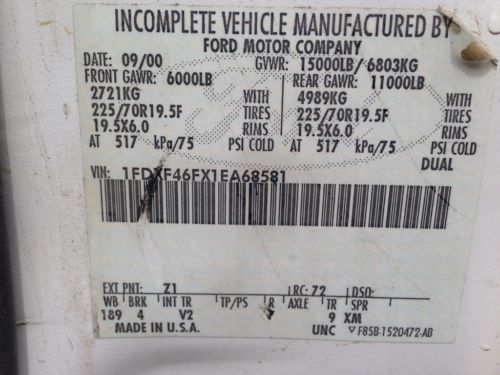 INCOMPLETE VEHICLE MANUFACTURED BY
FORD MOTOR COMPANY
DATE: 09/00 GVWR: 15000LB/6803KG
FRONT GAWR: 6000LB REAR GAWR: 11000LB
2721KG WITH 4989KG WITH
225/70R19.5F TIRES 225/70R19.5F TIRES
19.5X6.0 RIMS 19.5X6.0 RIMS
AT 517 kPa/75 PSI COLD AT 517 kPa/75 PSI COLD
DUAL
VIN: 1FDXF46FX1EA68581
EXT PNT: Z1 RC: 72 DSO:
WB BRK INT TR TP/PS R AXLE TR SPR
189 4 V2 9 XM
MADE IN U.S.A. UNC F85B-1520472-AB